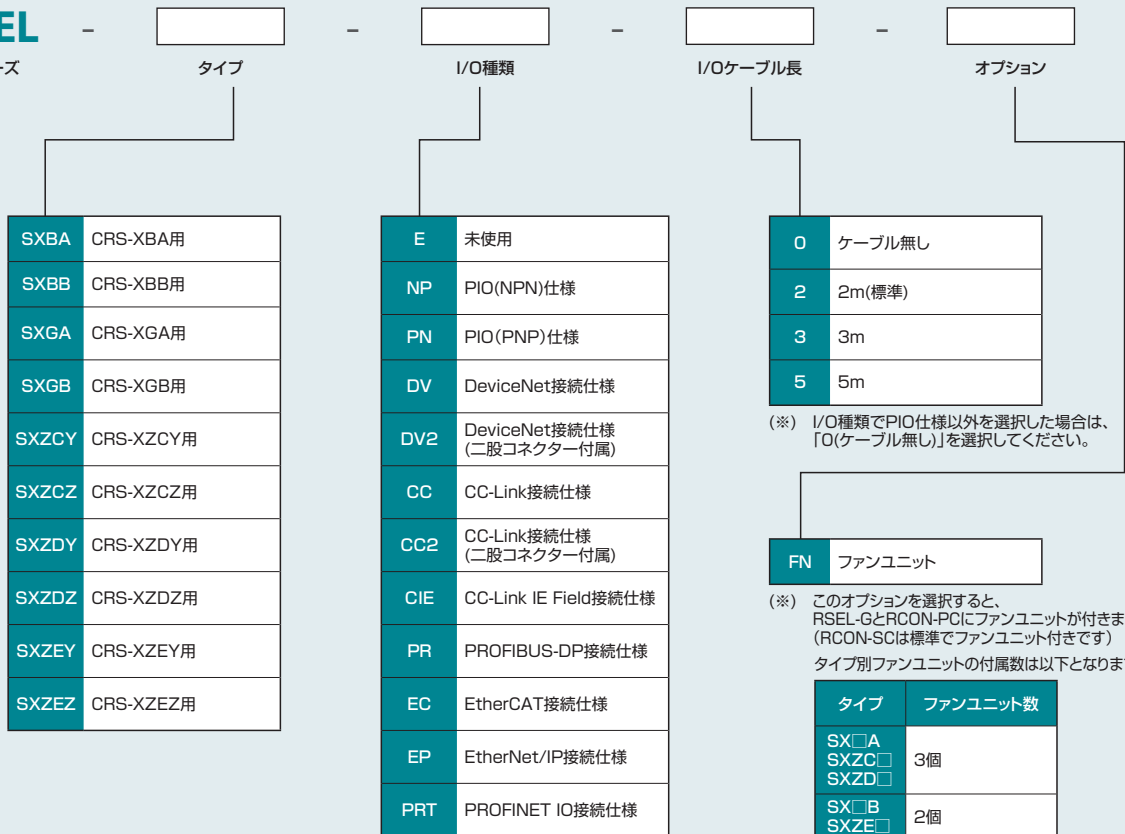 EL - - - -
ーズ タイプ I/O種類 I/Oケーブル長 オプション
SXBA CRS-XBA用
SXBB CRS-XBB用
SXGA CRS-XGA用
SXGB CRS-XGB用
SXZCY CRS-XZCY用
SXZCZ CRS-XZCZ用
SXZDY CRS-XZDY用
SXZDZ CRS-XZDZ用
SXZEY CRS-XZEY用
SXZEZ CRS-XZEZ用
E 未使用
NP PIO(NPN)仕様
PN PIO(PNP)仕様
DV DeviceNet接続仕様
DV2 DeviceNet接続仕様
(二股コネクター付属)
CC CC-Link接続仕様
CC2 CC-Link接続仕様
(二股コネクター付属)
CIE CC-Link IE Field接続仕様
PR PROFIBUS-DP接続仕様
EC EtherCAT接続仕様
EP EtherNet/IP接続仕様
PRT PROFINET IO接続仕様
0 ケーブル無し
2 2m(標準)
3 3m
5 5m
(※) I/O種類でPIO仕様以外を選択した場合は、
「0(ケーブル無し)」を選択してください。
FN ファンユニット
(※) このオプションを選択すると、
RSEL-GとRCON-PCにファンユニットが付きま
(RCON-SCは標準でファンユニット付きです)
タイプ別ファンユニットの付属数は以下となりま
タイプ ファンユニット数
SX□A
SXZC□ 3個
SXZD□
SX□B 2個
SXZE□